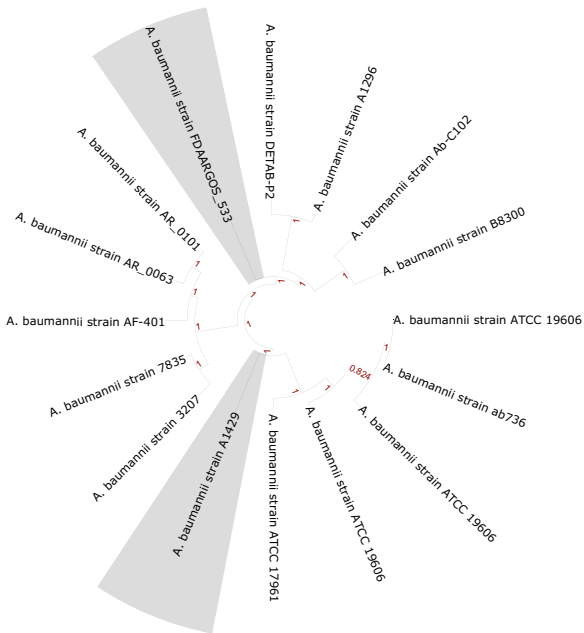 A. baumannii strain FDAARGOS_533
A. baumannii strain DETAB-P2
A. baumannii strain A1296
A. baumannii strain Ab-C102
A. baumannii strain B8300
A. baumannii strain ATCC 19606
A. baumannii strain ab736
A. baumannii strain ATCC 19606
A. baumannii strain ATCC 19606
A. baumannii strain ATCC 17961
A. baumannii strain A1429
A. baumannii strain 3207
A. baumannii strain 7835
A. baumannii strain AF-401
A. baumannii strain AR_0063
A. baumannii strain AR_0101
1
1
1
1
1
1
1
1
1
1
1
1
1
1
0.824